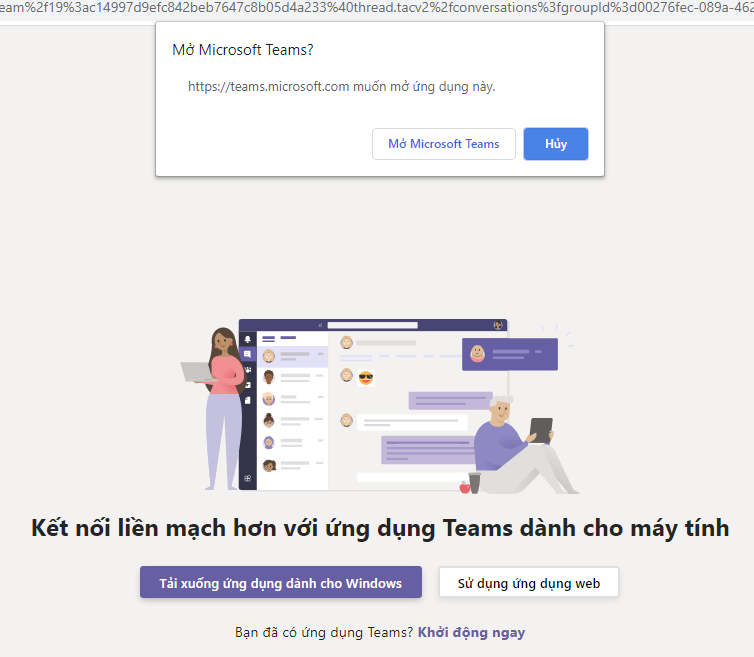 eam%2f19%3ac14997d9efc842beb7647c8b05d4a233%40thread.tacv2%2fconversations%3fgroupId%3d00276fec-089a-462
Mở Microsoft Teams?
https://teams.microsoft.com muốn mở ứng dụng này.
Mở Microsoft Teams Hủy
Kết nối liền mạch hơn với ứng dụng Teams dành cho máy tính
Tải xuống ứng dụng dành cho Windows Sử dụng ứng dụng web
Bạn đã có ứng dụng Teams? Khởi động ngay